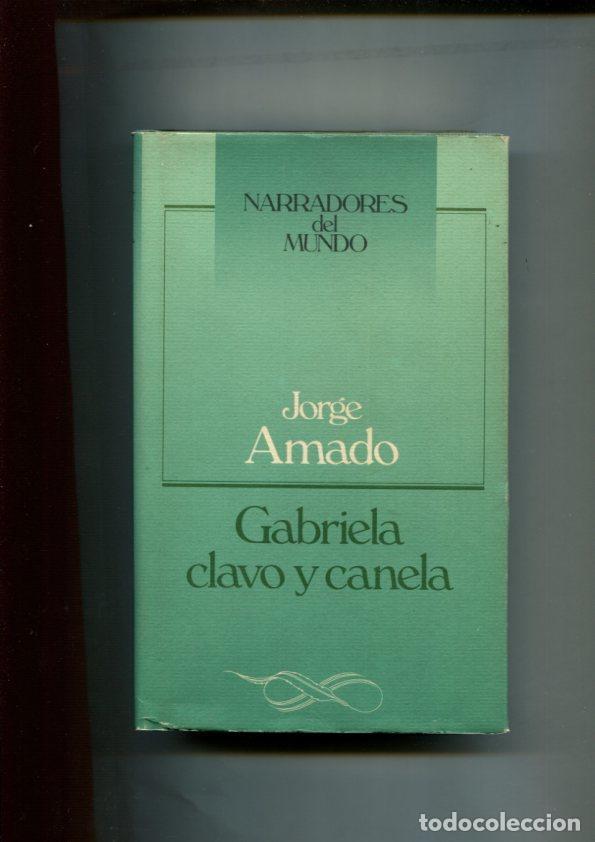 NARRADORES
del
MUNDO
Jorge
Amado
Gabriela
clavo y canela
todocoleccion